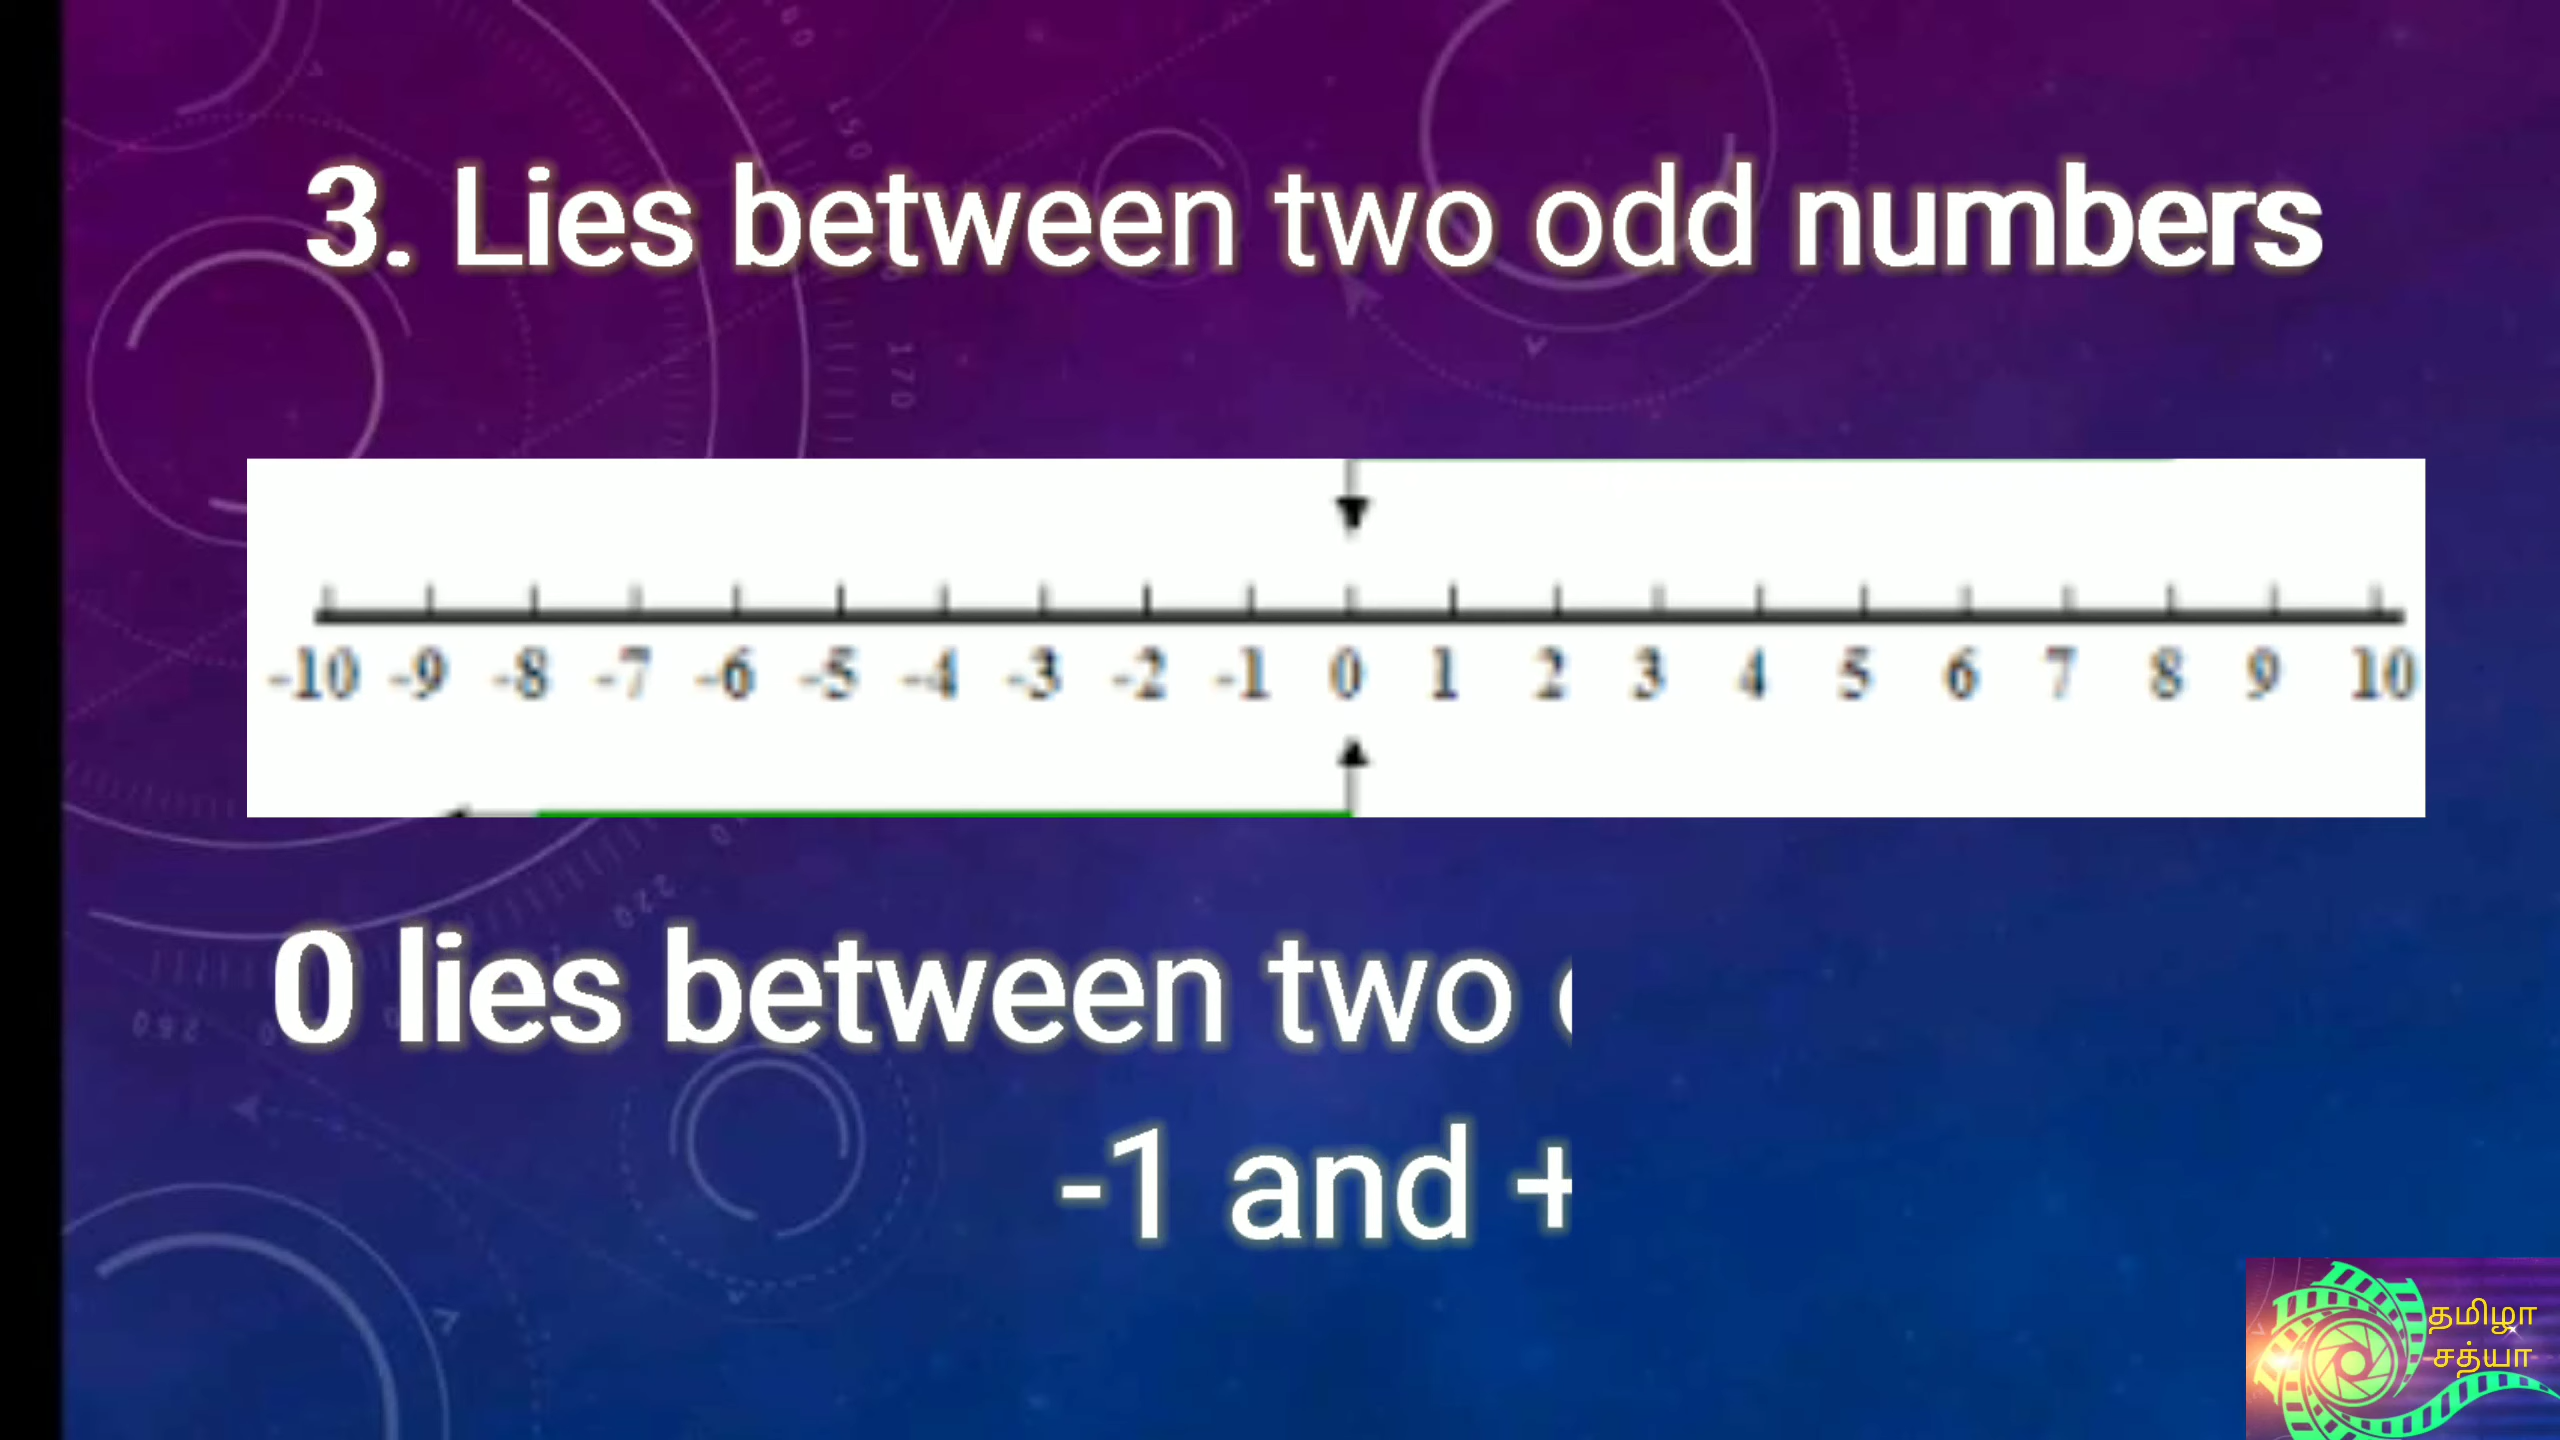 3. Lies between two odd numbers
-10 -9 -8 -7 -6 -5 -4 -3 -2 -1 0 1 2 3 4 5 6 7 8 9 10
0 lies between two
-1 and +
தமிழா
சத்யா